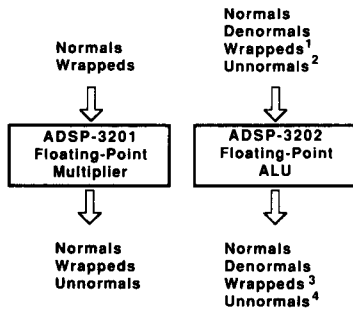 Normals
Wrappeds
ADSP-3201
Floating-Point
Multiplier
Normals
Wrappeds
Unnormals
Normals
Denormals
Wrappeds¹
Unnormals²
ADSP-3202
Floating-Point
ALU
Normals
Denormals
Wrappeds³
Unnormals⁴